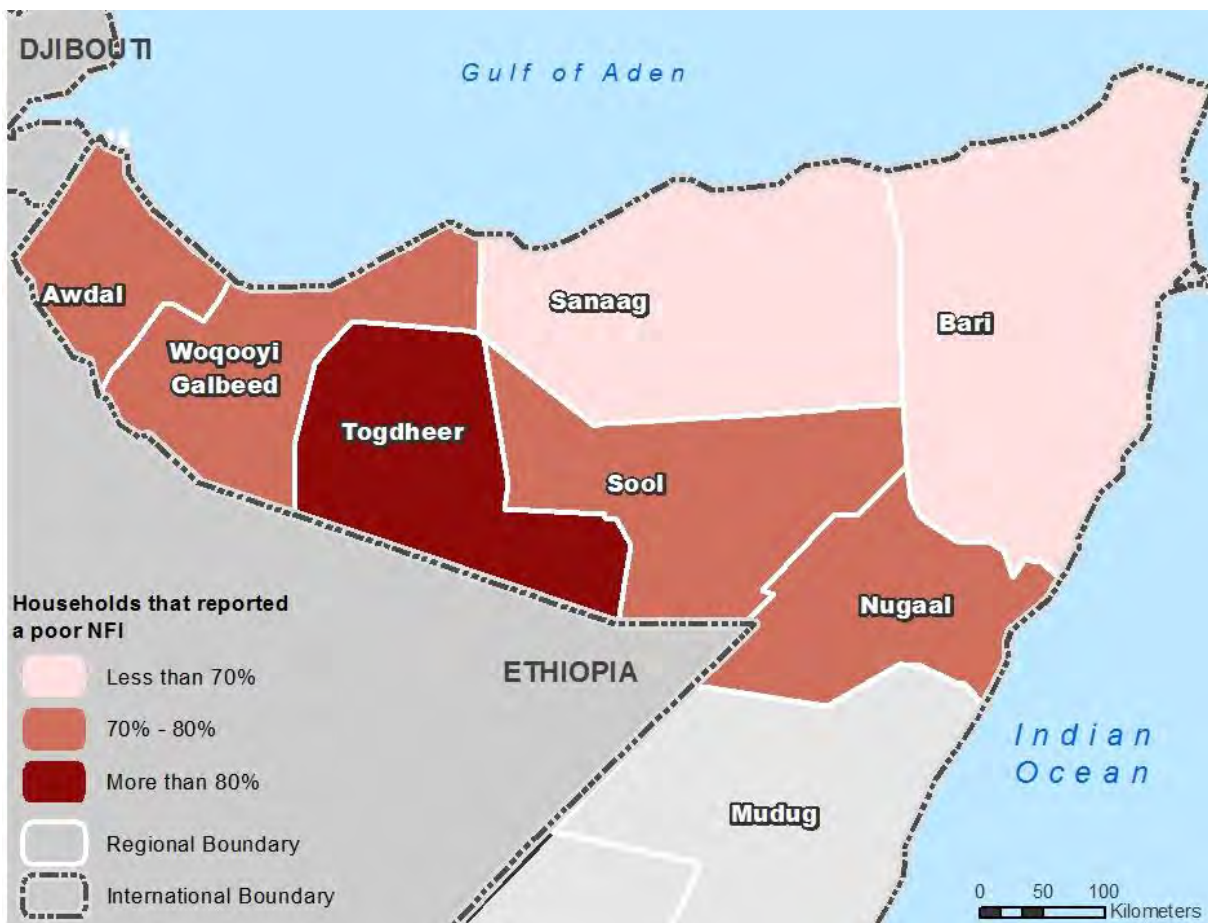 DJIBOUTI
Gulf of Aden
Awdal
Woqooyi
Galbeed
Togdheer
Sanaag
Bari
Sool
Nugaal
ETHIOPIA
Mudug
Indian
Ocean
Households that reported
a poor NFI
Less than 70%
70% - 80%
More than 80%
Regional Boundary
International Boundary
0 50 100
Kilometers